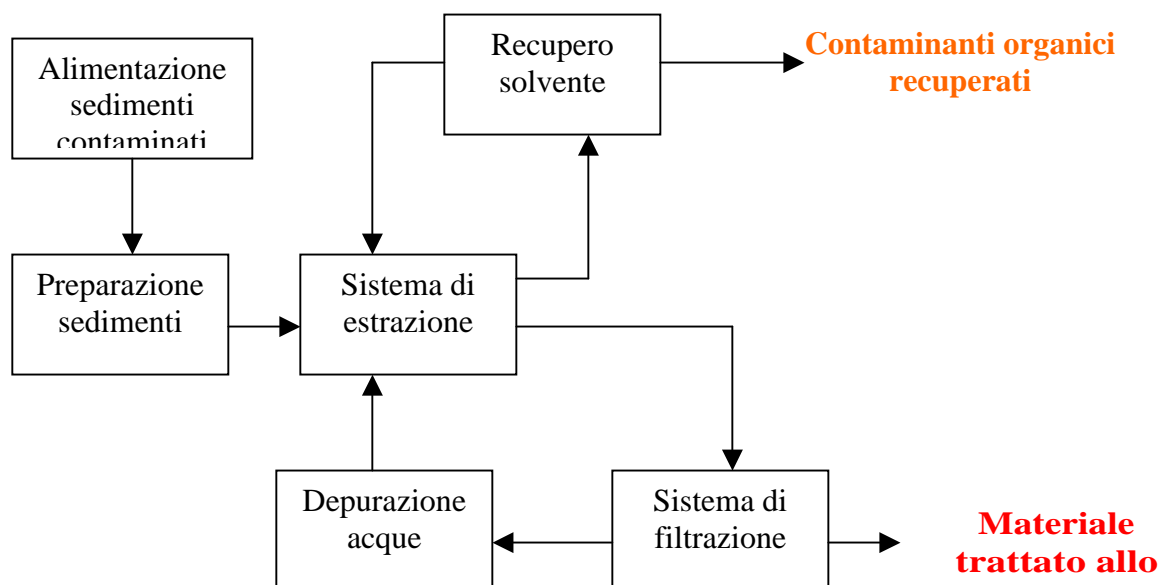 Alimentazione
sedimenti
contaminati
Recupero
solvente
Contaminanti organici
recuperati
Preparazione
sedimenti
Sistema di
estrazione
Depurazione
acque
Sistema di
filtrazione
Materiale
trattato allo